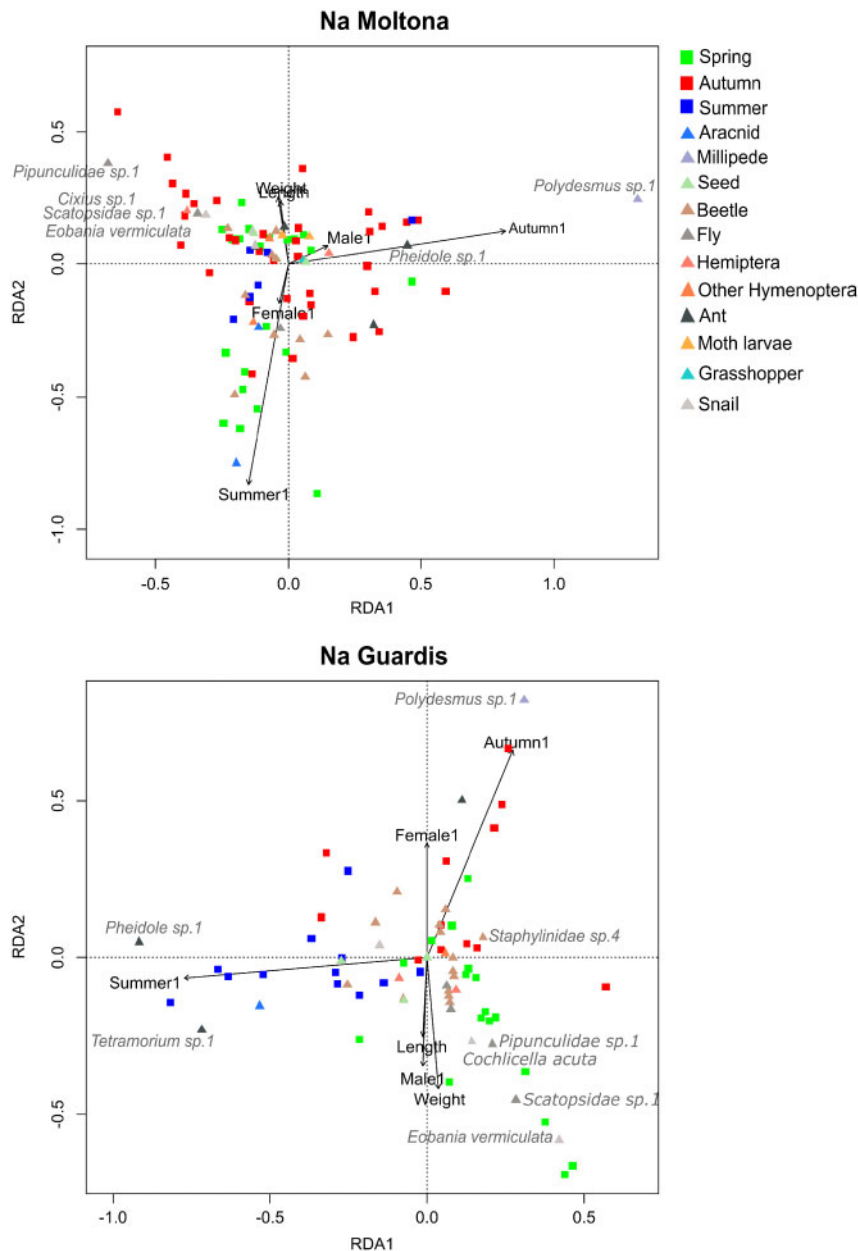 Na Moltona
Spring
Autumn
Summer
Aracnid
Millipede
Seed
Beetle
Fly
Hemiptera
Other Hymenoptera
Ant
Moth larvae
Grasshopper
Snail
RDA2
0.5
0.0
-0.5
-1.0
Pipunculidae sp.1
Cixius sp.1
Scatopsidae sp.1
Eobania vermiculata
Weight
Length
Polydesmus sp.1
Male1
Autumn1
Pheidole sp.1
Female1
Summer1
-0.5
0.0
0.5
1.0
RDA1
Na Guardis
RDA2
0.5
0.0
-0.5
Polydesmus sp.1
Autumn1
Female1
Pheidole sp.1
Staphylinidae sp.4
Summer1
Tetramorium sp.1
Length
Pipunculidae sp.1
Cochlicella acuta
Male1
Weight
Scatopsidae sp.1
Eobania vermiculata
-1.0
-0.5
0.0
0.5
RDA1